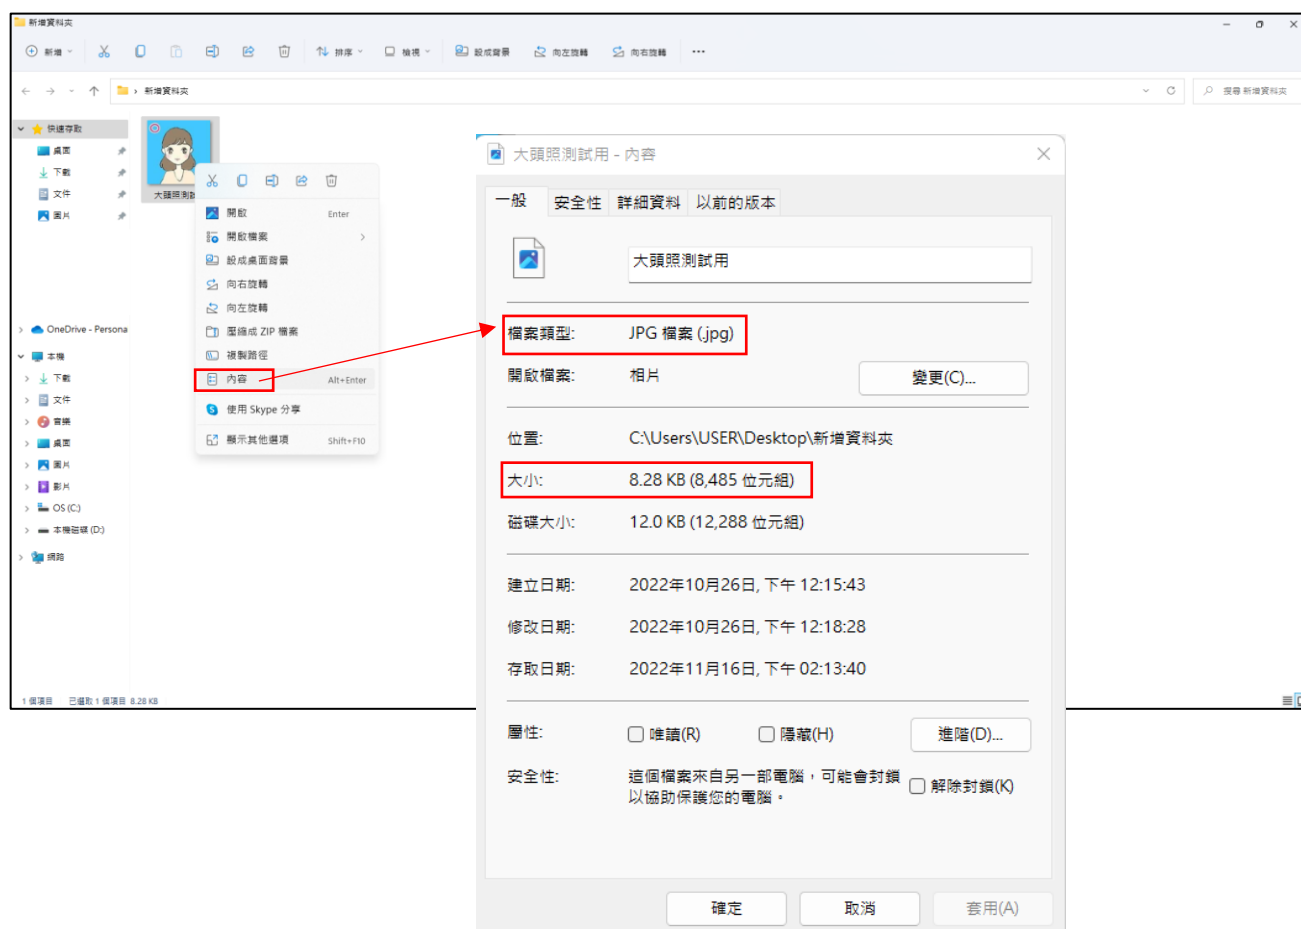 新增資料夾
新增
排序
檢視
設成背景
向左旋轉
向右旋轉
新增資料夾
搜尋 新增資料夾
快速存取
桌面
下載
文件
圖片
OneDrive - Persona
本機
下載
文件
音樂
桌面
圖片
影片
OS (C:)
本機磁碟 (D:)
網路
大頭照測試
開啟 Enter
開啟檔案
設成桌面背景
向右旋轉
向左旋轉
壓縮成 ZIP 檔案
複製路徑
內容 Alt+Enter
使用 Skype 分享
顯示其他選項 Shift+F10
1 個項目 已選取 1 個項目 8.28 KB
大頭照測試用 - 內容
一般 安全性 詳細資料 以前的版本
大頭照測試用
檔案類型: JPG 檔案 (.jpg)
開啟檔案: 相片 變更(C)...
位置: C:\Users\USER\Desktop\新增資料夾
大小: 8.28 KB (8,485 位元組)
磁碟大小: 12.0 KB (12,288 位元組)
建立日期: 2022年10月26日, 下午 12:15:43
修改日期: 2022年10月26日, 下午 12:18:28
存取日期: 2022年11月16日, 下午 02:13:40
屬性: 唯讀(R) 隱藏(H) 進階(D)...
安全性: 這個檔案來自另一部電腦，可能會封鎖
以協助保護您的電腦。 解除封鎖(K)
確定 取消 套用(A)